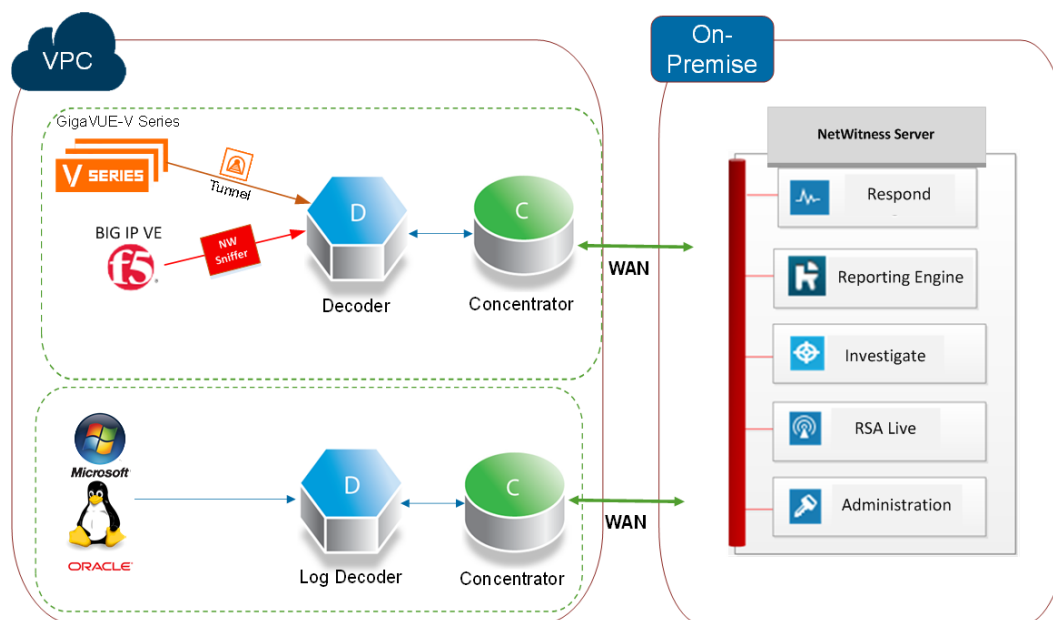 VPC
On-
Premise
GigaVUE-V Series
V SERIES
Tunnel
BIG IP VE
f5
NW
Sniffer
D
Decoder
C
Concentrator
WAN
NetWitness Server
Respond
Reporting Engine
Investigate
RSA Live
Administration
Microsoft
ORACLE
D
Log Decoder
C
Concentrator
WAN